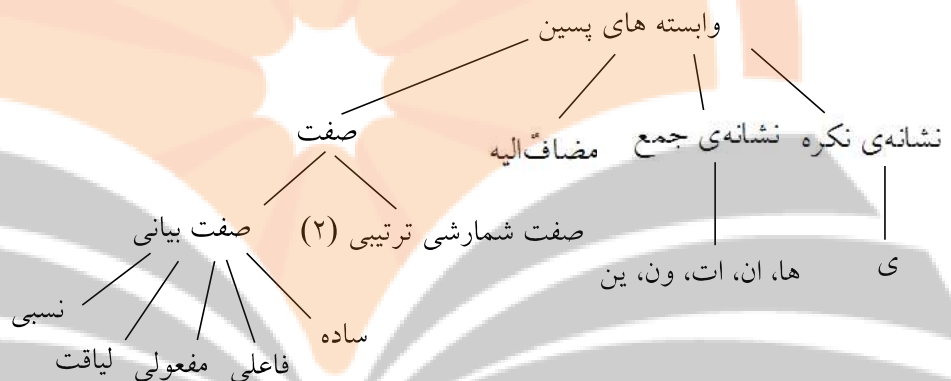 وابسته های پسین
نشانه‌ی نکره نشانه‌ی جمع مضافٌ‌الیه صفت
ی
ها، ان، ات، ون، ین
صفت شمارشی ترتیبی (۲) صفت بیانی
ساده فاعلی مفعولی لیاقت نسبی